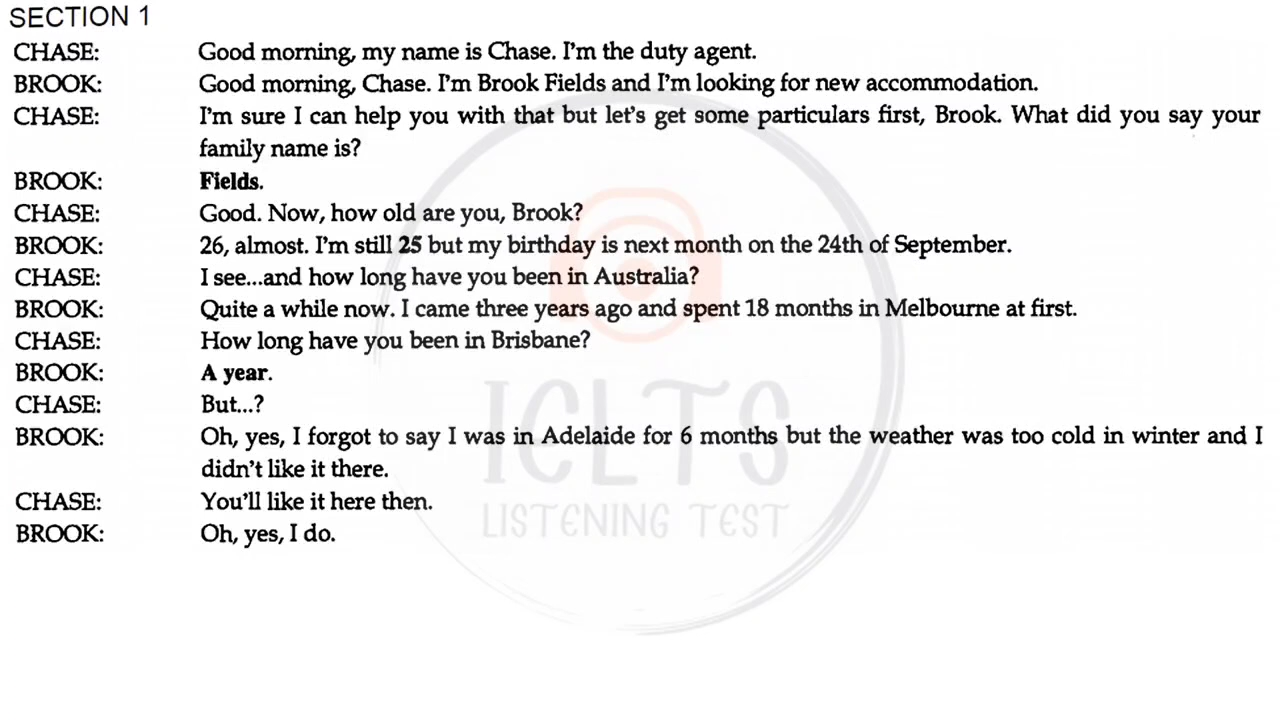 SECTION 1
CHASE: Good morning, my name is Chase. I'm the duty agent.
BROOK: Good morning, Chase. I'm Brook Fields and I'm looking for new accommodation.
CHASE: I'm sure I can help you with that but let's get some particulars first, Brook. What did you say your
family name is?
BROOK: Fields.
CHASE: Good. Now, how old are you, Brook?
BROOK: 26, almost. I'm still 25 but my birthday is next month on the 24th of September.
CHASE: I see...and how long have you been in Australia?
BROOK: Quite a while now. I came three years ago and spent 18 months in Melbourne at first.
CHASE: How long have you been in Brisbane?
BROOK: A year.
CHASE: But...?
BROOK: Oh, yes, I forgot to say I was in Adelaide for 6 months but the weather was too cold in winter and I
didn't like it there.
CHASE: You'll like it here then.
BROOK: Oh, yes, I do.
IELTS
LISTENING TEST